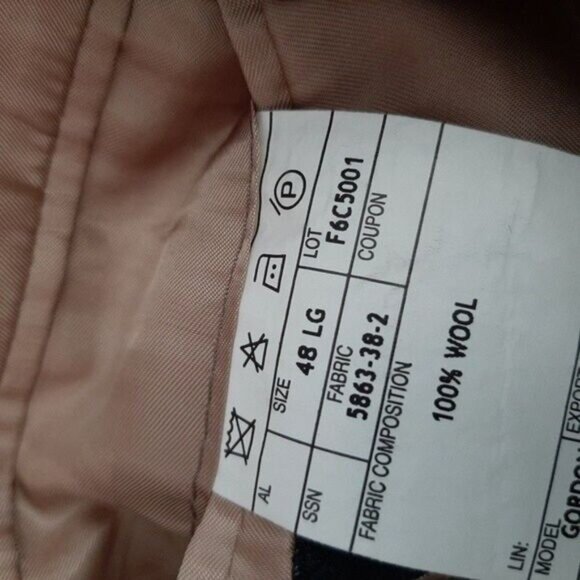 P
AL
SIZE
LOT
48 LG
F6C5001
SSN
FABRIC
COUPON
5863-38-2
FABRIC COMPOSITION
100% WOOL
LIN:
MODEL